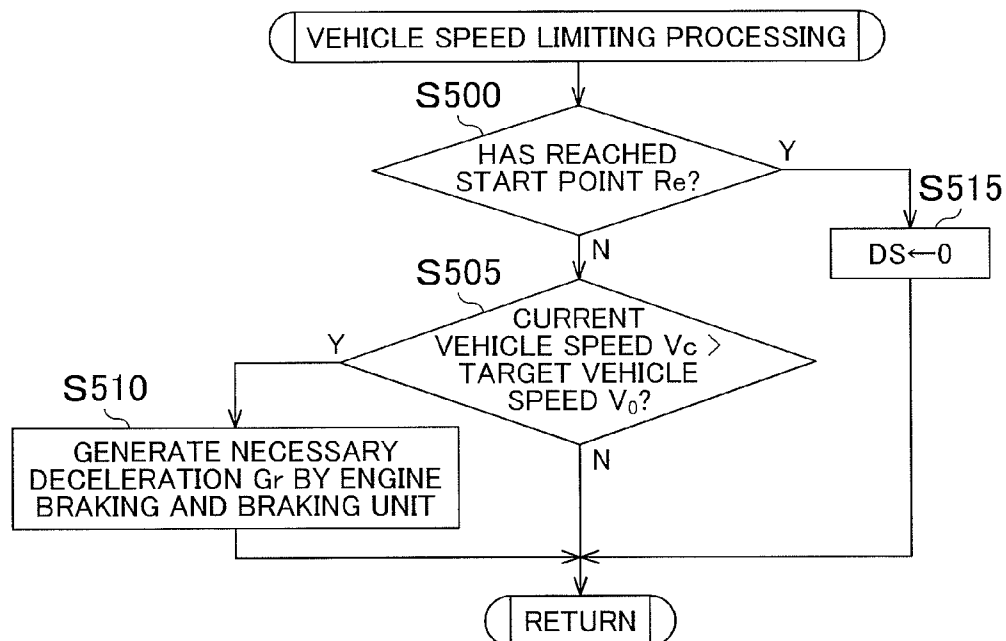 VEHICLE SPEED LIMITING PROCESSING
S500
HAS REACHED
START POINT Re?
Y
N
S515
DS←0
S505
CURRENT
VEHICLE SPEED Vc >
TARGET VEHICLE
SPEED V₀?
Y
N
S510
GENERATE NECESSARY
DECELERATION Gr BY ENGINE
BRAKING AND BRAKING UNIT
RETURN